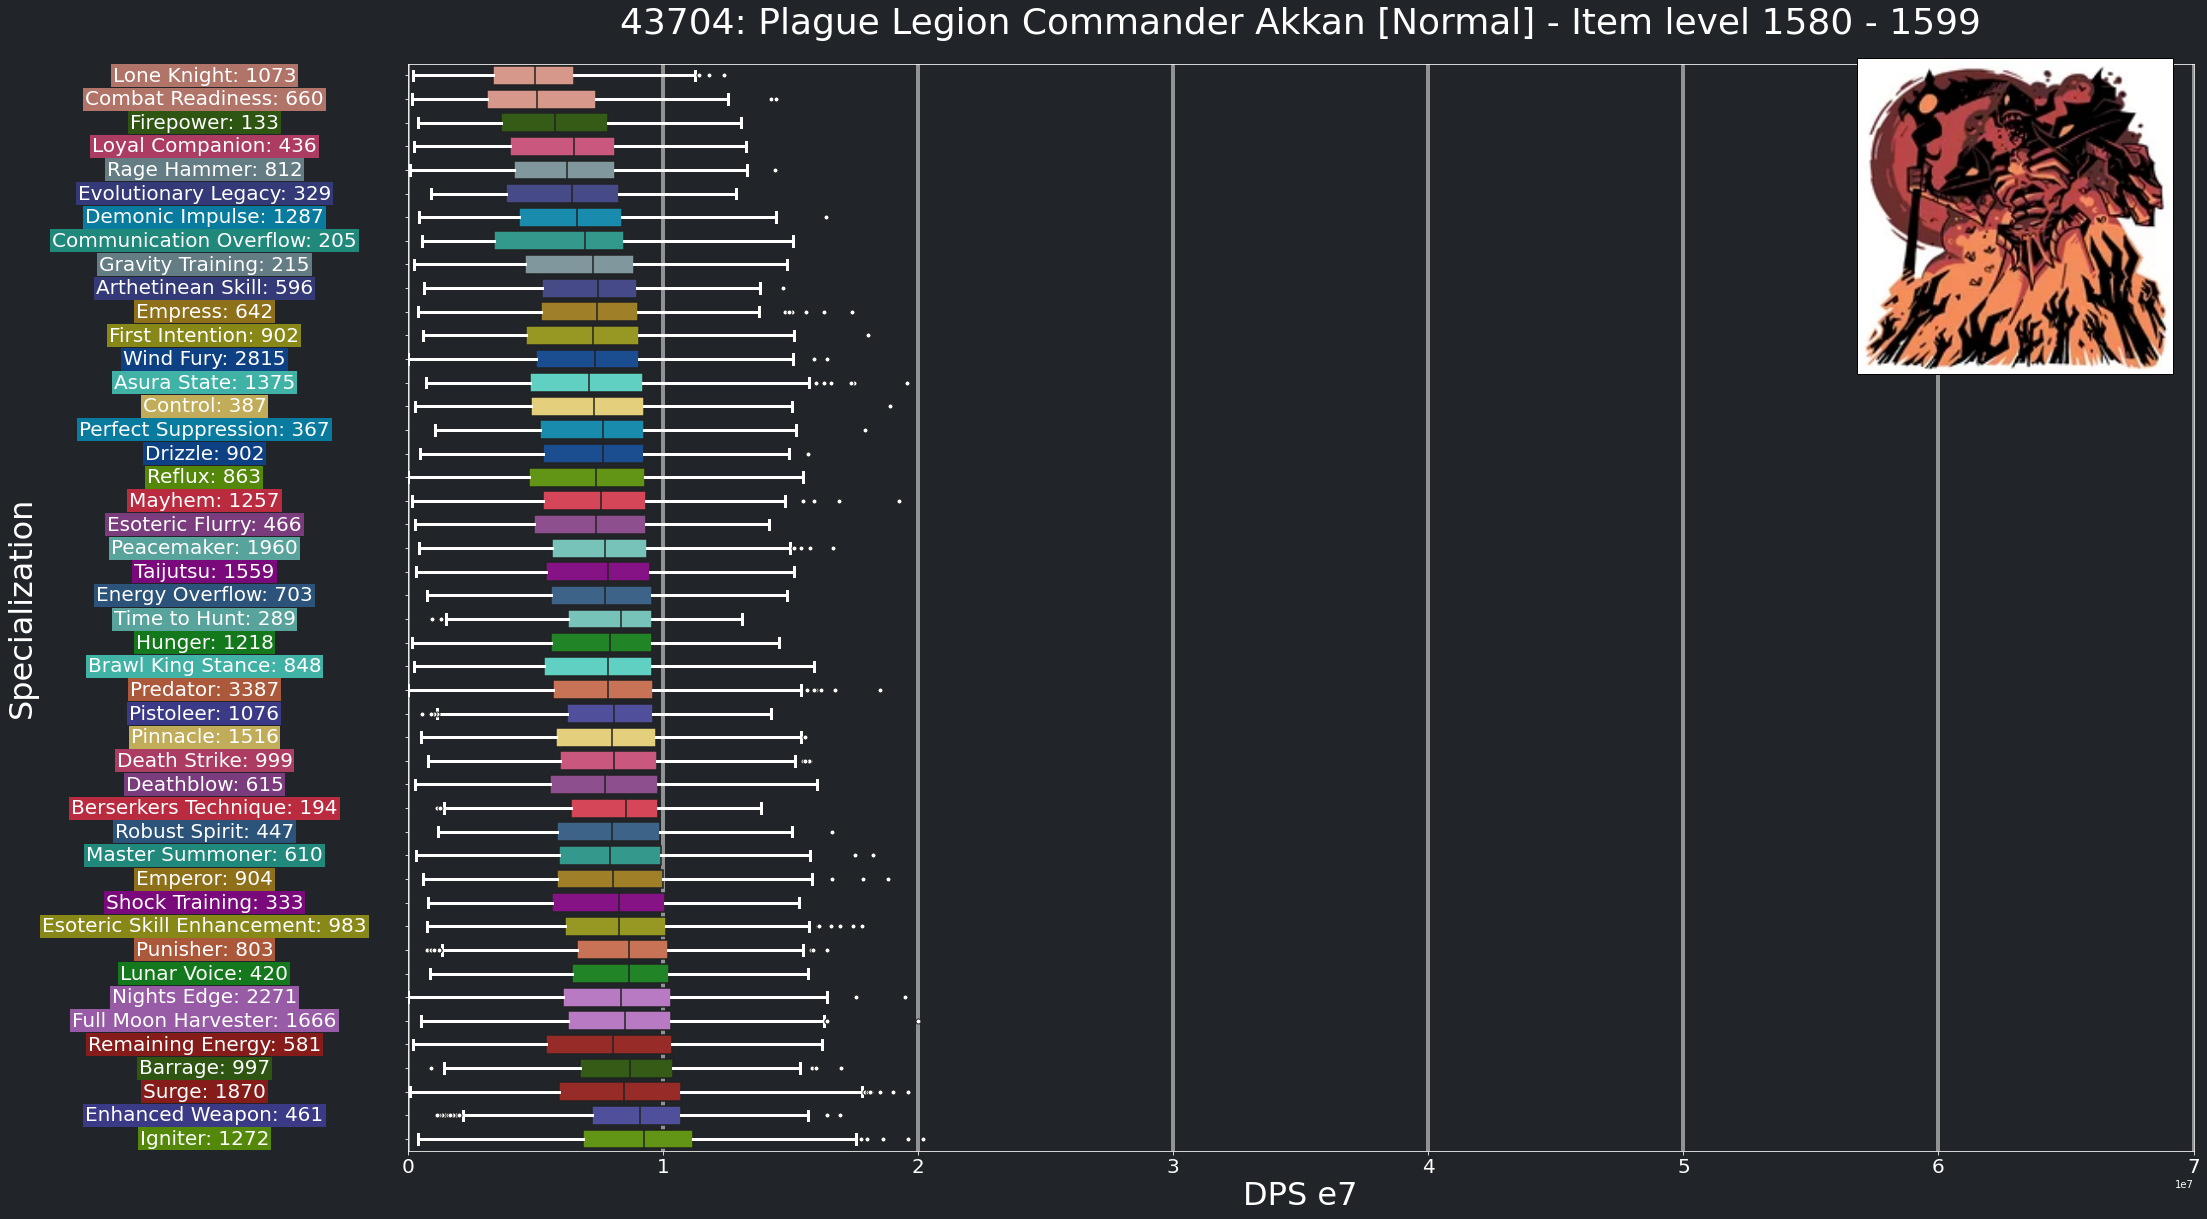 43704: Plague Legion Commander Akkan [Normal] - Item level 1580 - 1599
Specialization
Lone Knight: 1073
Combat Readiness: 660
Firepower: 133
Loyal Companion: 436
Rage Hammer: 812
Evolutionary Legacy: 329
Demonic Impulse: 1287
Communication Overflow: 205
Gravity Training: 215
Arthetinean Skill: 596
Empress: 642
First Intention: 902
Wind Fury: 2815
Asura State: 1375
Control: 387
Perfect Suppression: 367
Drizzle: 902
Reflux: 863
Mayhem: 1257
Esoteric Flurry: 466
Peacemaker: 1960
Taijutsu: 1559
Energy Overflow: 703
Time to Hunt: 289
Hunger: 1218
Brawl King Stance: 848
Predator: 3387
Pistoleer: 1076
Pinnacle: 1516
Death Strike: 999
Deathblow: 615
Berserkers Technique: 194
Robust Spirit: 447
Master Summoner: 610
Emperor: 904
Shock Training: 333
Esoteric Skill Enhancement: 983
Punisher: 803
Lunar Voice: 420
Nights Edge: 2271
Full Moon Harvester: 1666
Remaining Energy: 581
Barrage: 997
Surge: 1870
Enhanced Weapon: 461
Igniter: 1272
0 1 2 3 4 5 6 7
1e7
DPS e7